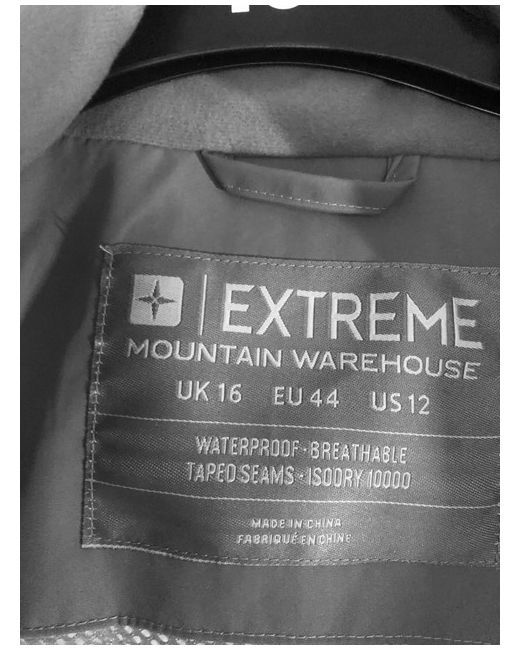 EXTREME
MOUNTAIN WAREHOUSE
UK 16 EU 44 US 12
WATERPROOF·BREATHABLE
TAPED SEAMS·ISODRY 10000
MADE IN CHINA
FABRIQUÉ EN CHINE